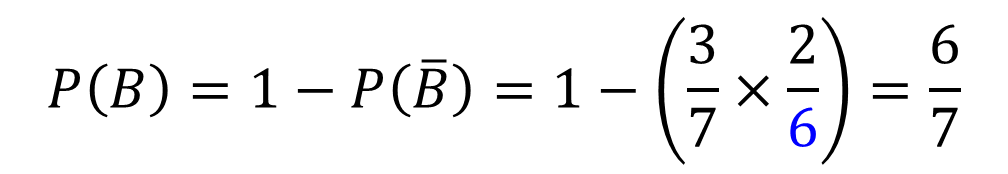 P(B) = 1 − P(B̄) = 1 − (3/7 × 2/6) = 6/7